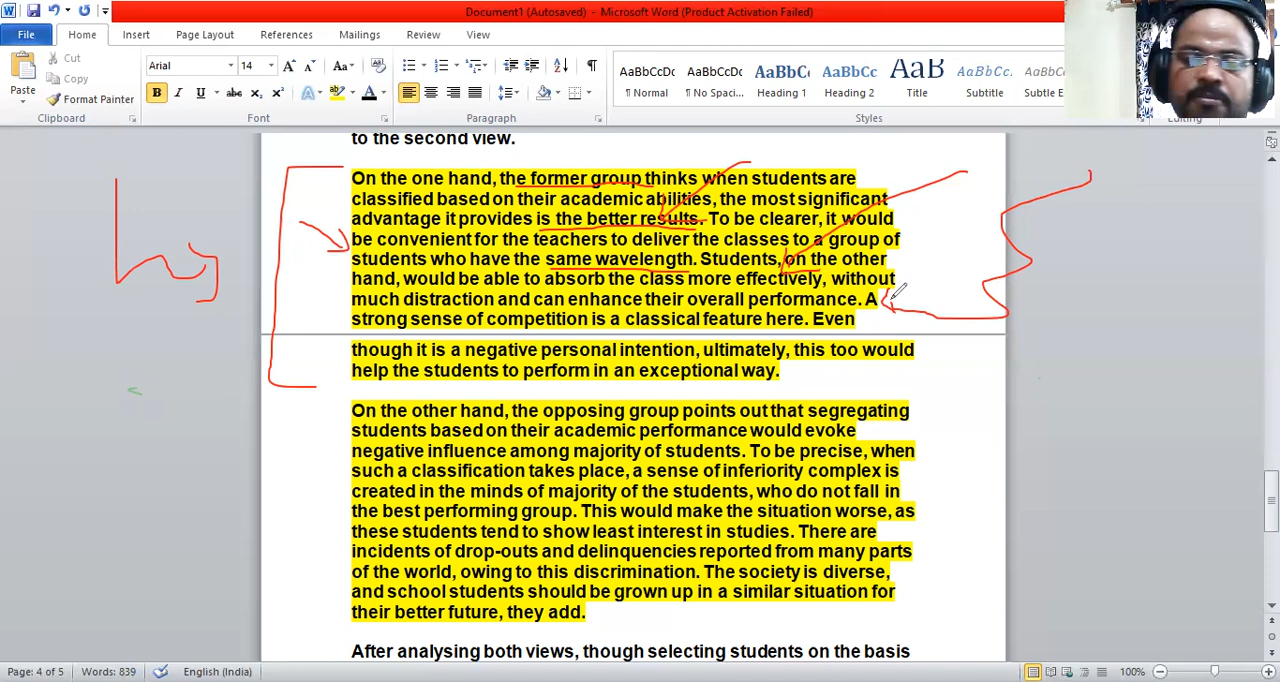 Document1 (Autosaved) - Microsoft Word (Product Activation Failed)
File Home Insert Page Layout References Mailings Review View
Cut
Copy
Paste
Format Painter
Clipboard
Arial 14
Font
Paragraph
AaBbCcDc AaBbCcDc AaBbCc AaBbCc AaB AaBbCc AaBbCcDc
¶ Normal ¶ No Spaci... Heading 1 Heading 2 Title Subtitle Subtle E
Styles
to the second view.
On the one hand, the former group thinks when students are
classified based on their academic abilities, the most significant
advantage it provides is the better results. To be clearer, it would
be convenient for the teachers to deliver the classes to a group of
students who have the same wavelength. Students, on the other
hand, would be able to absorb the class more effectively, without
much distraction and can enhance their overall performance. A
strong sense of competition is a classical feature here. Even
though it is a negative personal intention, ultimately, this too would
help the students to perform in an exceptional way.
On the other hand, the opposing group points out that segregating
students based on their academic performance would evoke
negative influence among majority of students. To be precise, when
such a classification takes place, a sense of inferiority complex is
created in the minds of majority of the students, who do not fall in
the best performing group. This would make the situation worse, as
these students tend to show least interest in studies. There are
incidents of drop-outs and delinquencies reported from many parts
of the world, owing to this discrimination. The society is diverse,
and school students should be grown up in a similar situation for
their better future, they add.
After analysing both views, though selecting students on the basis
Page: 4 of 5 Words: 839 English (India) 100%